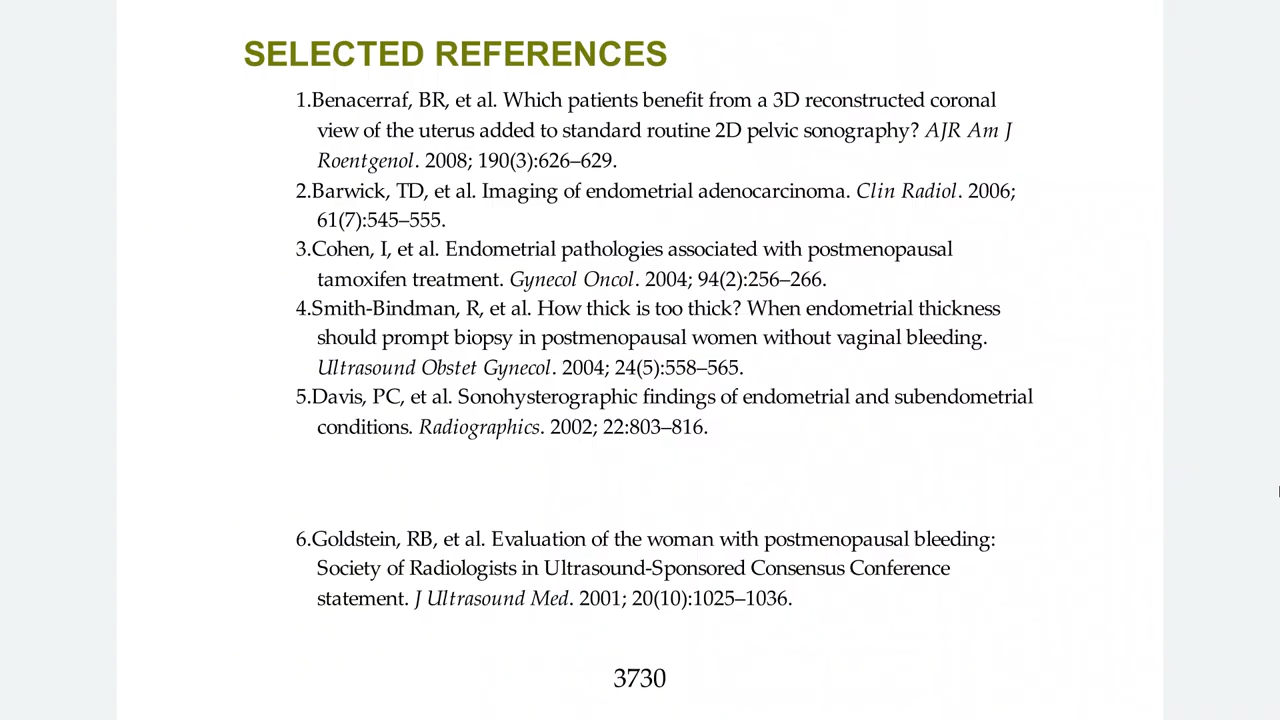 SELECTED REFERENCES
1.Benacerraf, BR, et al. Which patients benefit from a 3D reconstructed coronal
view of the uterus added to standard routine 2D pelvic sonography? AJR Am J
Roentgenol. 2008; 190(3):626–629.
2.Barwick, TD, et al. Imaging of endometrial adenocarcinoma. Clin Radiol. 2006;
61(7):545–555.
3.Cohen, I, et al. Endometrial pathologies associated with postmenopausal
tamoxifen treatment. Gynecol Oncol. 2004; 94(2):256–266.
4.Smith-Bindman, R, et al. How thick is too thick? When endometrial thickness
should prompt biopsy in postmenopausal women without vaginal bleeding.
Ultrasound Obstet Gynecol. 2004; 24(5):558–565.
5.Davis, PC, et al. Sonohysterographic findings of endometrial and subendometrial
conditions. Radiographics. 2002; 22:803–816.
6.Goldstein, RB, et al. Evaluation of the woman with postmenopausal bleeding:
Society of Radiologists in Ultrasound-Sponsored Consensus Conference
statement. J Ultrasound Med. 2001; 20(10):1025–1036.
3730